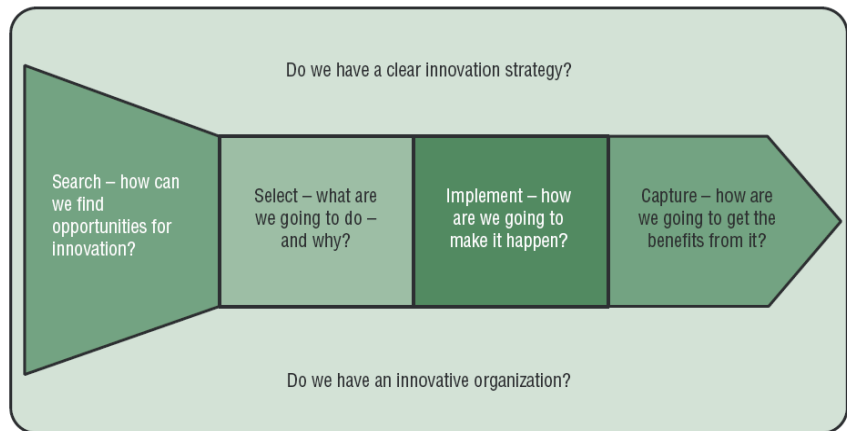 Do we have a clear innovation strategy?
Search – how can
we find
opportunities for
innovation?
Select – what are
we going to do –
and why?
Implement – how
are we going to
make it happen?
Capture – how are
we going to get the
benefits from it?
Do we have an innovative organization?